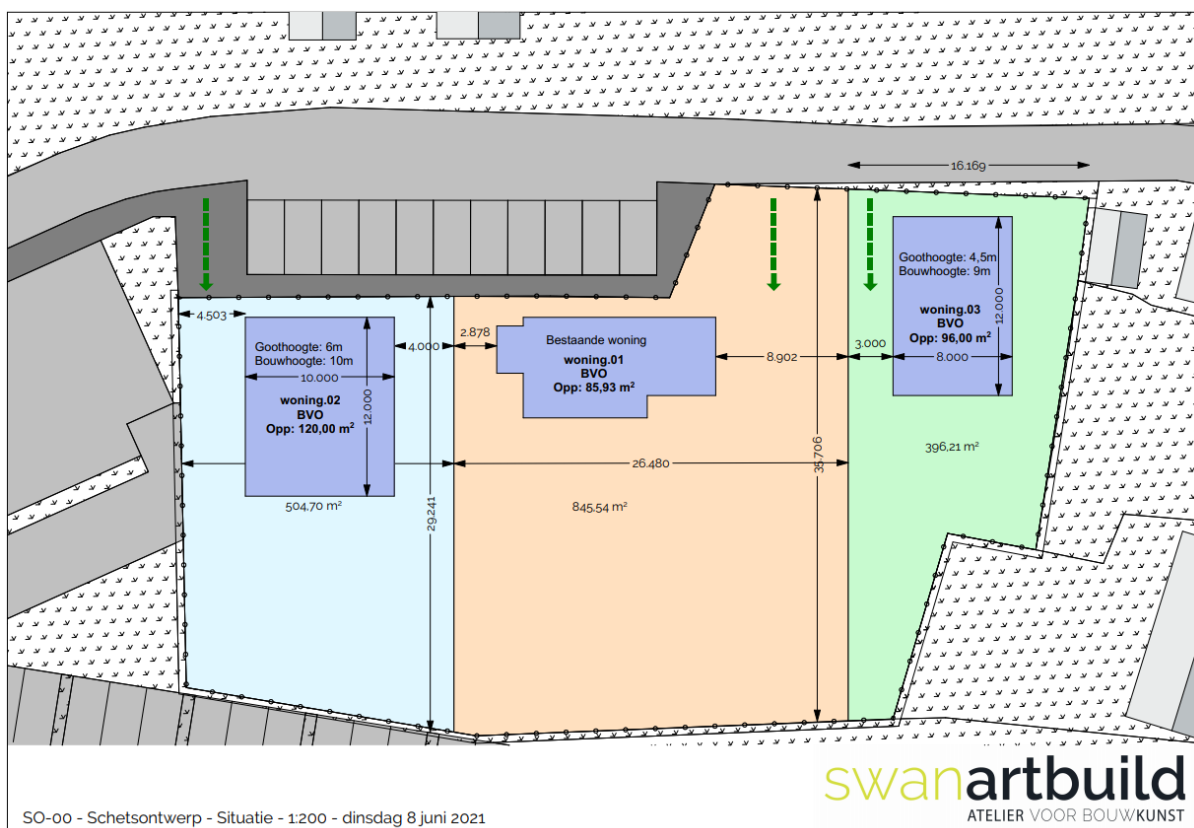 16.169
Goothoogte: 4,5m
Bouwhoogte: 9m
woning.03
BVO
Opp: 96,00 m²
12.000
8.000
3.000
396,21 m²
4.503
Goothoogte: 6m
Bouwhoogte: 10m
10.000
woning.02
BVO
Opp: 120,00 m²
12.000
4.000
504,70 m²
29.241
2.878
Bestaande woning
woning.01
BVO
Opp: 85,93 m²
8.902
26.480
35.706
845,54 m²
swanartbuild
ATELIER VOOR BOUWKUNST
SO-00 - Schetsontwerp - Situatie - 1:200 - dinsdag 8 juni 2021